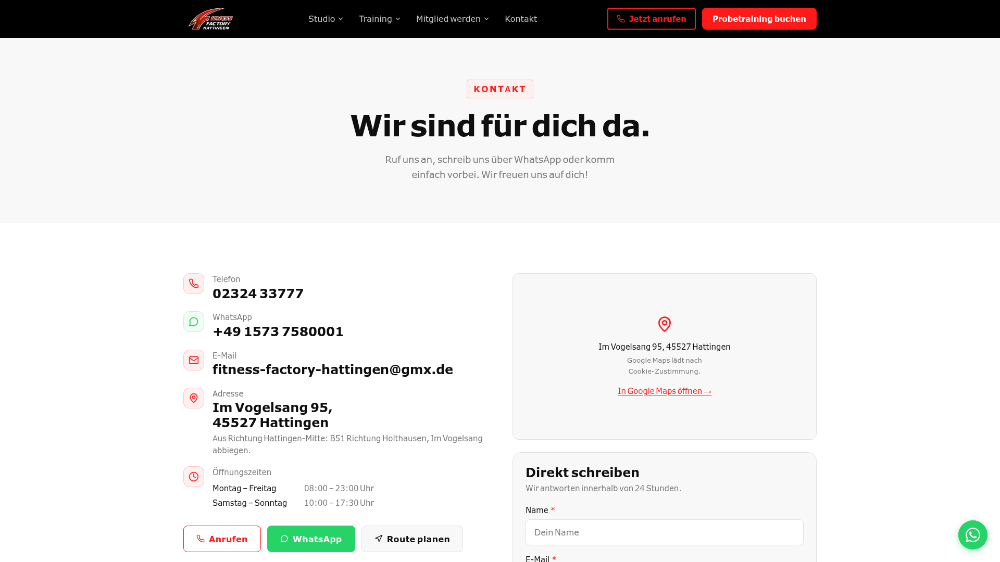 FITNESS
FACTORY
HATTINGEN
Studio
Training
Mitglied werden
Kontakt
Jetzt anrufen
Probetraining buchen
KONTAKT
Wir sind für dich da.
Ruf uns an, schreib uns über WhatsApp oder komm
einfach vorbei. Wir freuen uns auf dich!
Telefon
02324 33777
WhatsApp
+49 1573 7580001
E-Mail
fitness-factory-hattingen@gmx.de
Adresse
Im Vogelsang 95,
45527 Hattingen
Aus Richtung Hattingen-Mitte: B51 Richtung Holthausen, Im Vogelsang
abbiegen.
Öffnungszeiten
Montag – Freitag 08:00 – 23:00 Uhr
Samstag – Sonntag 10:00 – 17:30 Uhr
Anrufen
WhatsApp
Route planen
Im Vogelsang 95, 45527 Hattingen
Google Maps lädt nach
Cookie-Zustimmung.
In Google Maps öffnen →
Direkt schreiben
Wir antworten innerhalb von 24 Stunden.
Name *
Dein Name
E-Mail *